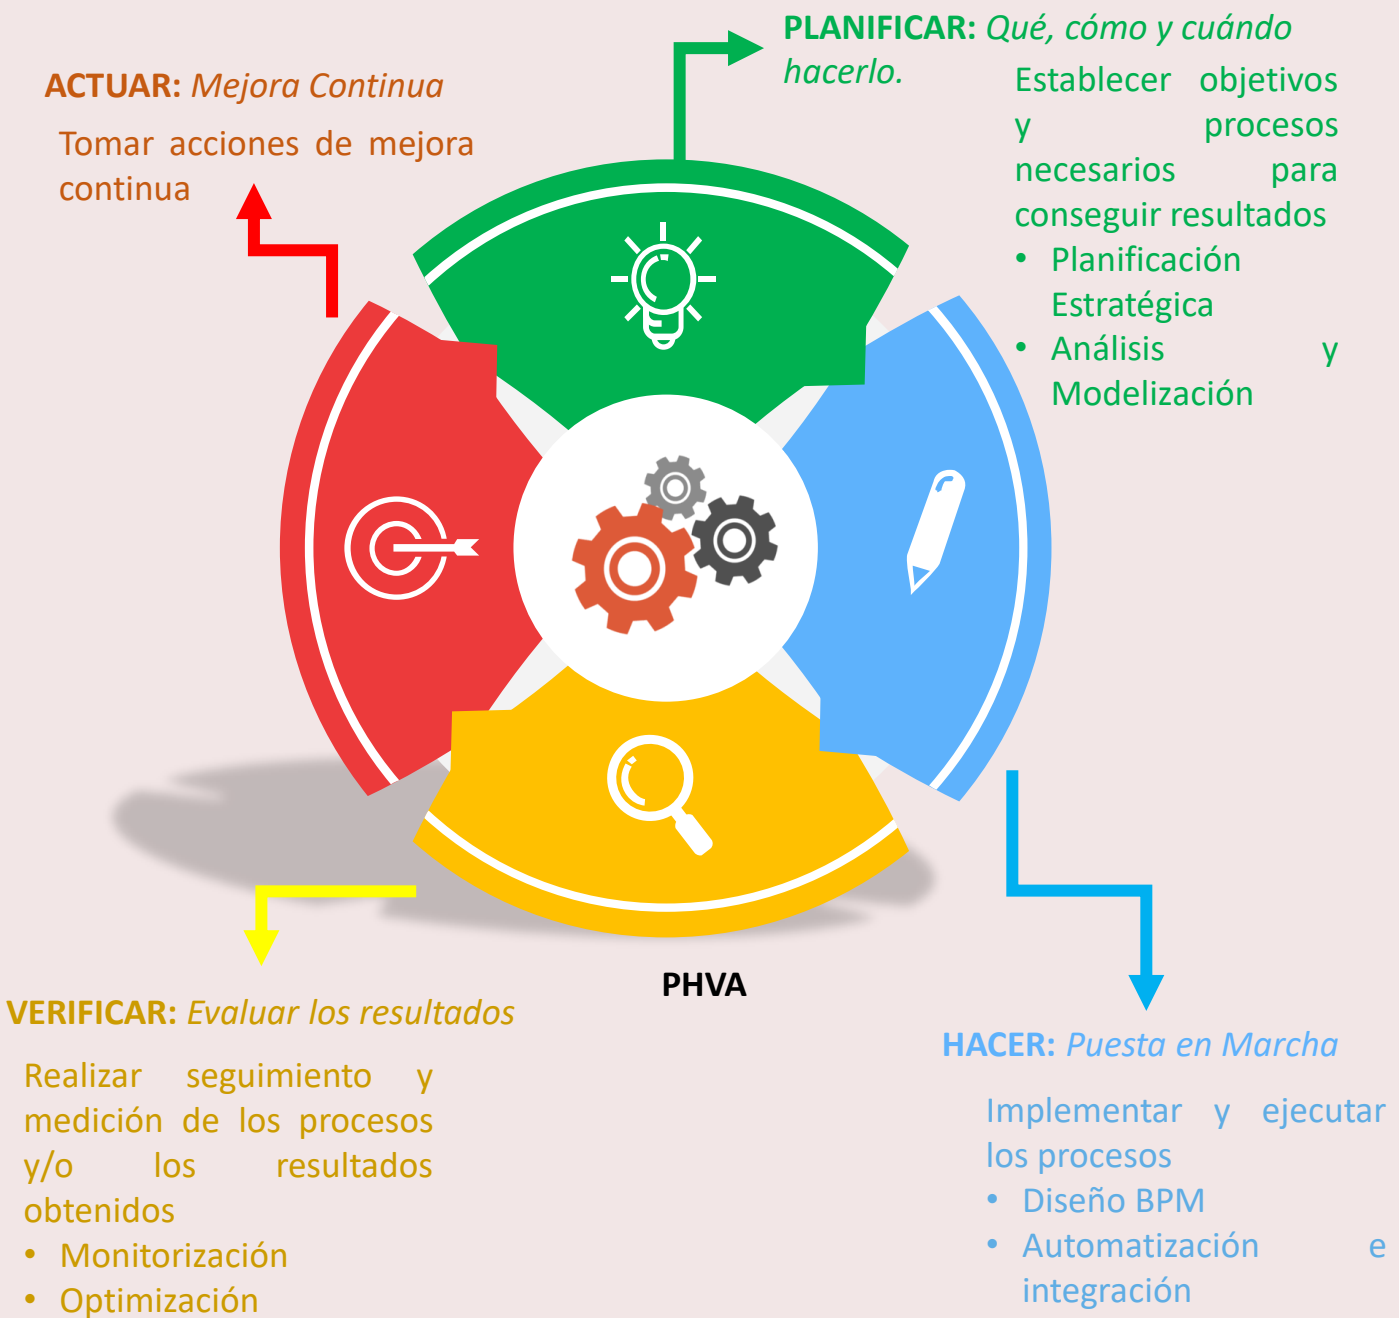 PLANIFICAR: Qué, cómo y cuándo
hacerlo.
Establecer objetivos
y procesos
necesarios para
conseguir resultados
• Planificación
Estratégica
• Análisis y
Modelización
ACTUAR: Mejora Continua
Tomar acciones de mejora
continua
PHVA
VERIFICAR: Evaluar los resultados
Realizar seguimiento y
medición de los procesos
y/o los resultados
obtenidos
• Monitorización
• Optimización
HACER: Puesta en Marcha
Implementar y ejecutar
los procesos
• Diseño BPM
• Automatización e
integración